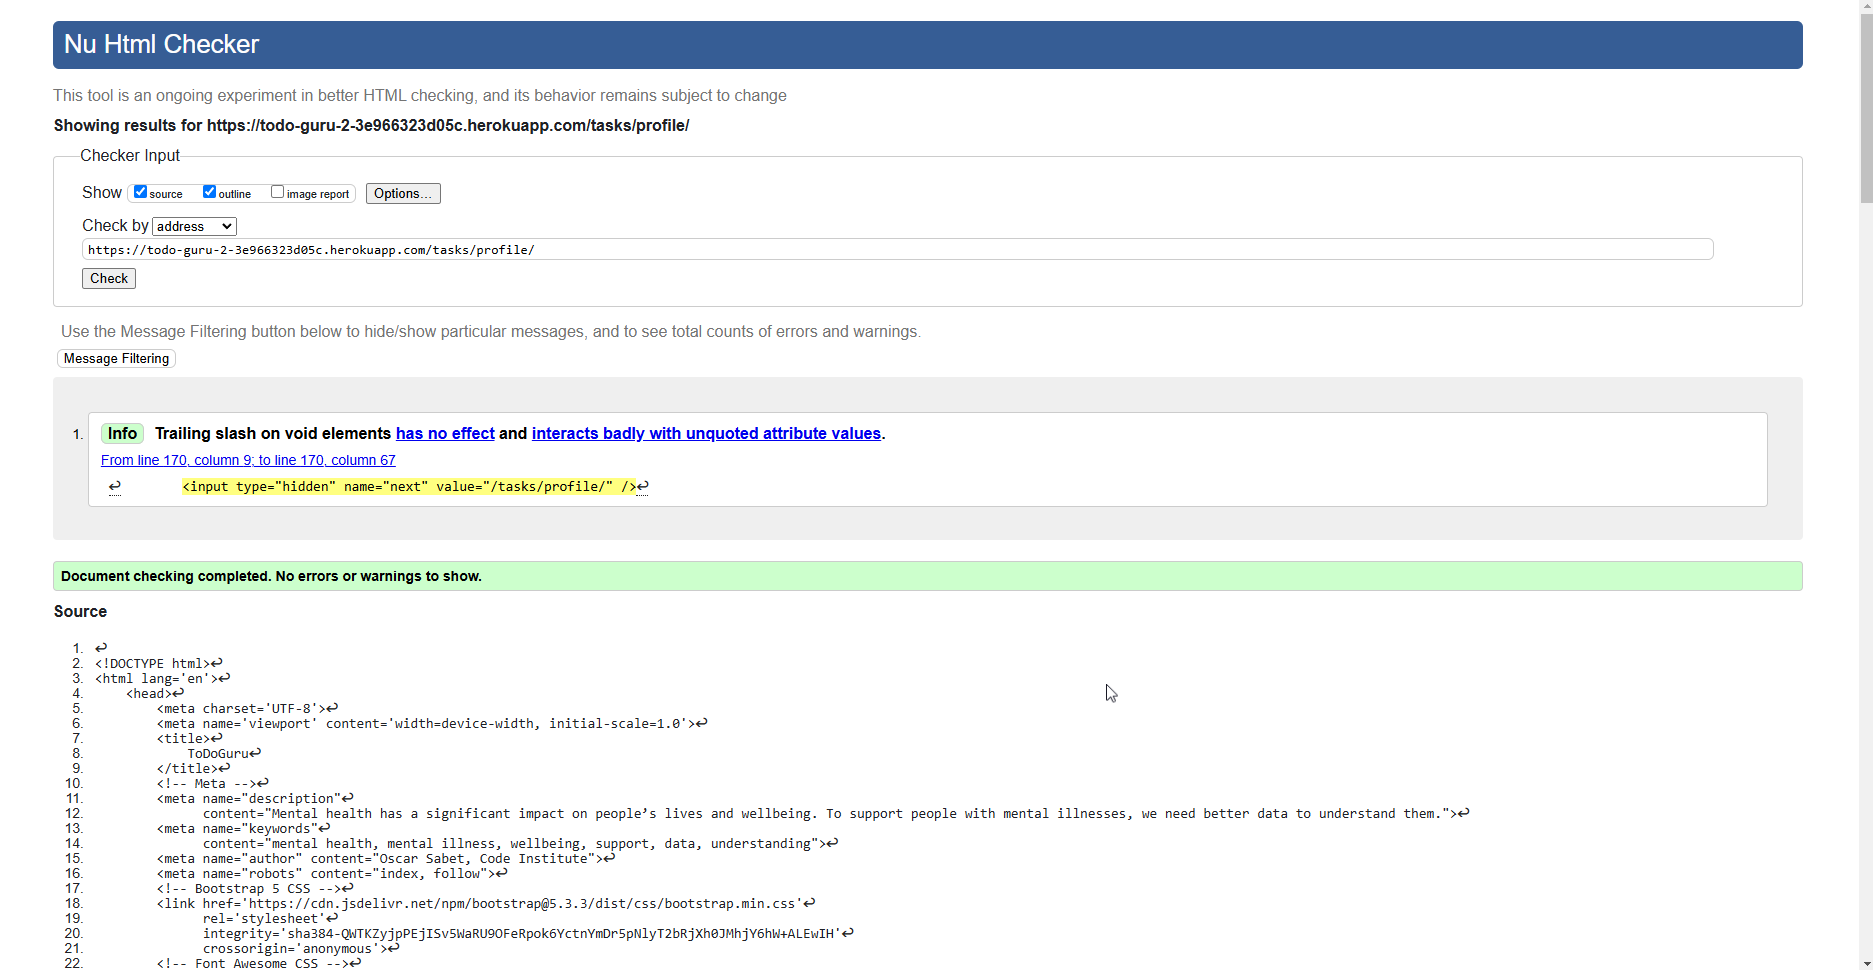 Nu Html Checker
This tool is an ongoing experiment in better HTML checking, and its behavior remains subject to change
Showing results for https://todo-guru-2-3e966323d05c.herokuapp.com/tasks/profile/
Checker Input
Show source outline image report Options...
Check by address
https://todo-guru-2-3e966323d05c.herokuapp.com/tasks/profile/
Check
Use the Message Filtering button below to hide/show particular messages, and to see total counts of errors and warnings.
Message Filtering
1. Info Trailing slash on void elements has no effect and interacts badly with unquoted attribute values.
From line 170, column 9; to line 170, column 67
↩ <input type="hidden" name="next" value="/tasks/profile/" />↩
Document checking completed. No errors or warnings to show.
Source
1. ↩
2. <!DOCTYPE html>↩
3. <html lang='en'>↩
4. <head>↩
5. <meta charset='UTF-8'>↩
6. <meta name='viewport' content='width=device-width, initial-scale=1.0'>↩
7. <title>↩
8. ToDoGuru↩
9. </title>↩
10. <!-- Meta -->↩
11. <meta name="description"↩
12. content="Mental health has a significant impact on people’s lives and wellbeing. To support people with mental illnesses, we need better data to understand them.">↩
13. <meta name="keywords"↩
14. content="mental health, mental illness, wellbeing, support, data, understanding">↩
15. <meta name="author" content="Oscar Sabet, Code Institute">↩
16. <meta name="robots" content="index, follow">↩
17. <!-- Bootstrap 5 CSS -->↩
18. <link href='https://cdn.jsdelivr.net/npm/bootstrap@5.3.3/dist/css/bootstrap.min.css'↩
19. rel='stylesheet'↩
20. integrity='sha384-QWTKZyjpPEjISv5WaRU9OFeRpok6YctnYmDr5pNlyT2bRjXh0JMhjY6hW+ALEwIH'↩
21. crossorigin='anonymous'>↩
22. <!-- Font Awesome CSS -->↩